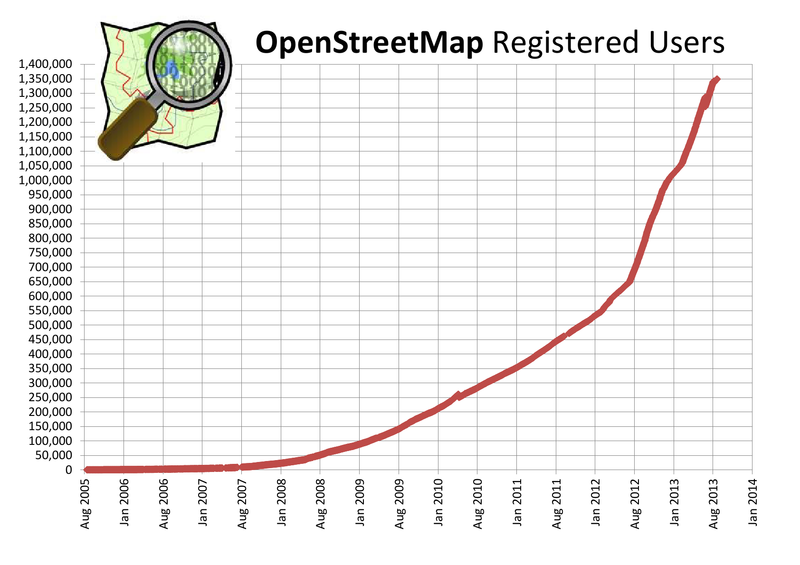 OpenStreetMap Registered Users
1,400,000
1,350,000
1,300,000
1,250,000
1,200,000
1,150,000
1,100,000
1,050,000
1,000,000
950,000
900,000
850,000
800,000
750,000
700,000
650,000
600,000
550,000
500,000
450,000
400,000
350,000
300,000
250,000
200,000
150,000
100,000
50,000
0
Aug 2005
Jan 2006
Aug 2006
Jan 2007
Aug 2007
Jan 2008
Aug 2008
Jan 2009
Aug 2009
Jan 2010
Aug 2010
Jan 2011
Aug 2011
Jan 2012
Aug 2012
Jan 2013
Aug 2013
Jan 2014